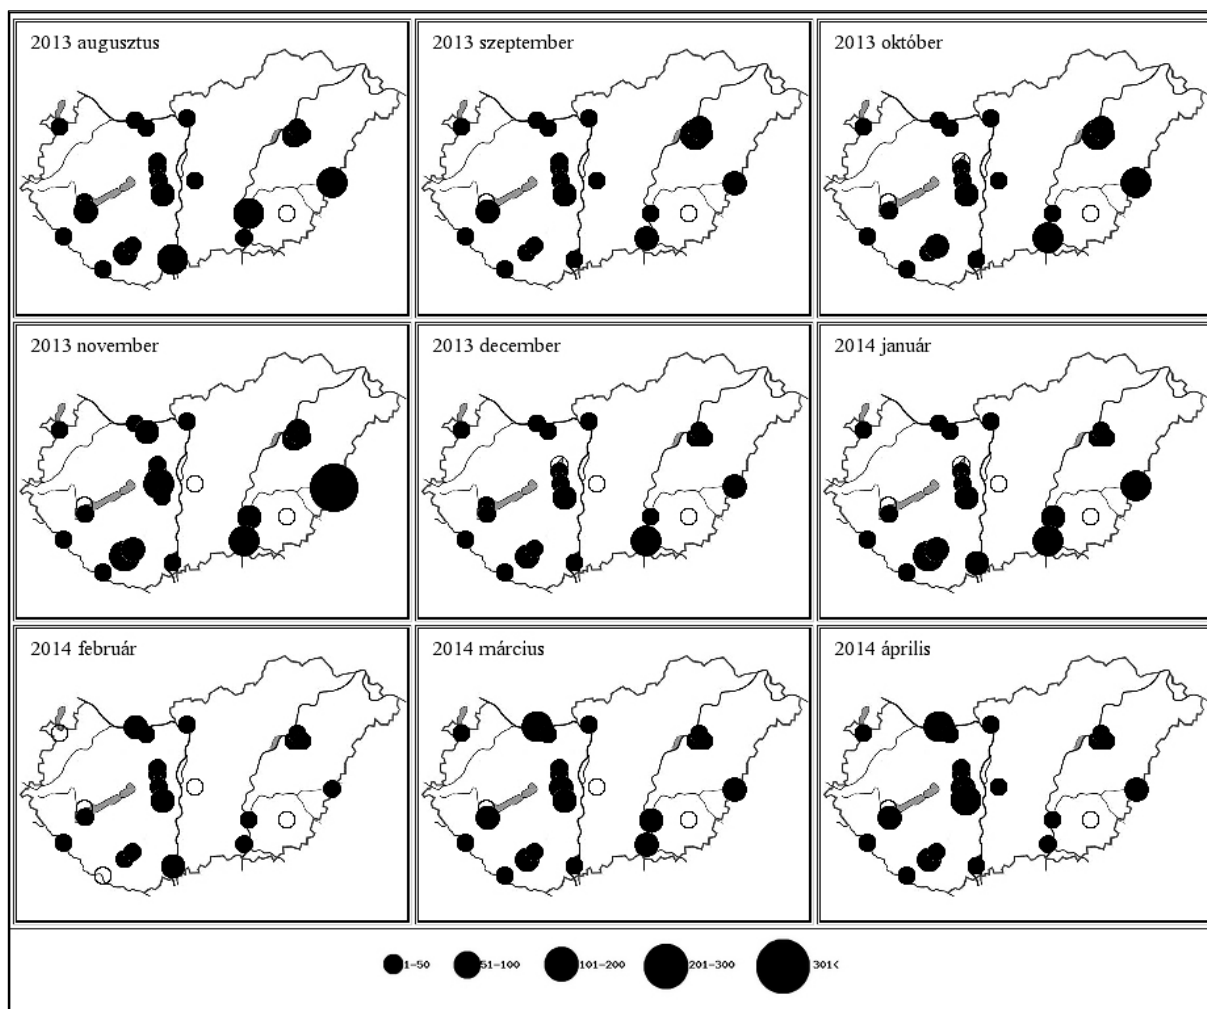 2013 augusztus
2013 szeptember
2013 október
2013 november
2013 december
2014 január
2014 február
2014 március
2014 április
1-50
51-100
101-200
201-300
301<